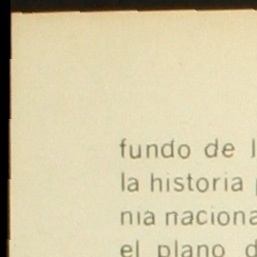 fundo de l
la historia
nia naciona
el plano d